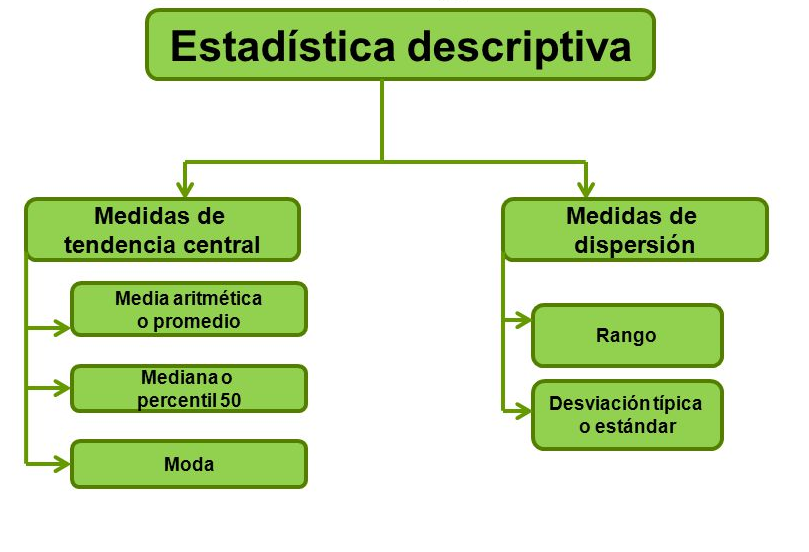 Estadística descriptiva
Medidas de
tendencia central
Media aritmética
o promedio
Mediana o
percentil 50
Moda
Medidas de
dispersión
Rango
Desviación típica
o estándar